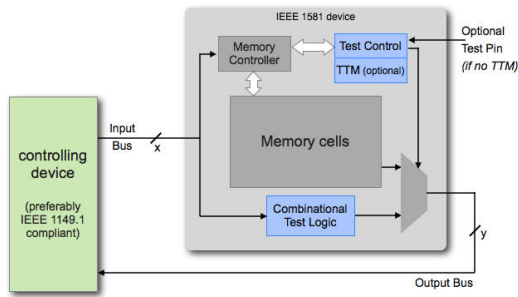 IEEE 1581 device
Optional
Test Pin
(if no TTM)
Memory
Controller
Test Control
TTM (optional)
Input
Bus
x
Memory cells
controlling
device
(preferably
IEEE 1149.1
compliant)
Combinational
Test Logic
y
Output Bus